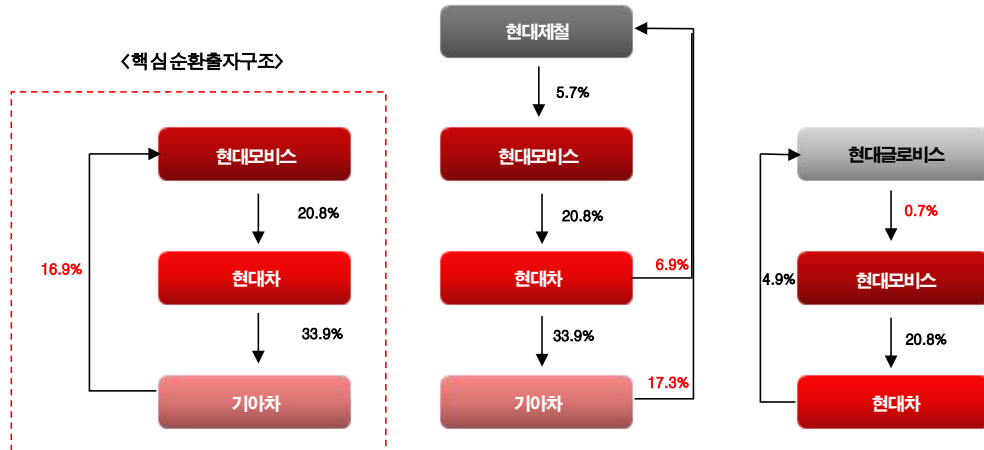 <핵심순환출자구조>
현대모비스
20.8%
현대차
16.9%
33.9%
기아차
현대제철
5.7%
현대모비스
20.8%
현대차
6.9%
33.9%
17.3%
기아차
현대글로비스
0.7%
현대모비스
4.9%
20.8%
현대차